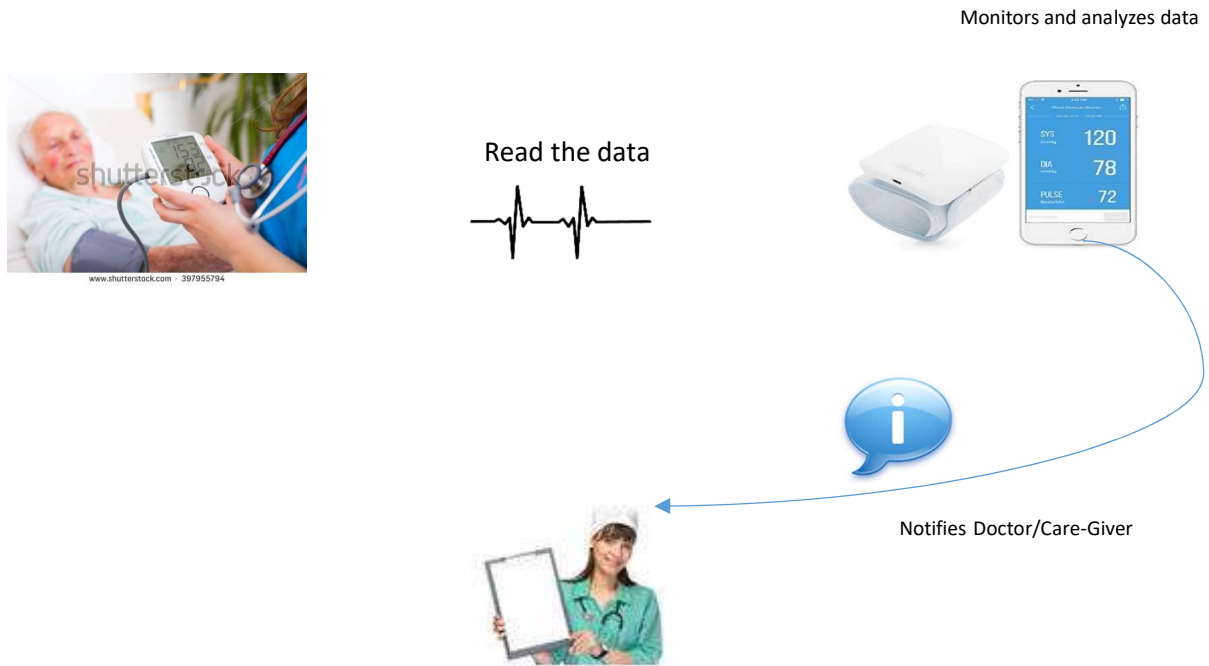 Monitors and analyzes data
shutterstock
www.shutterstock.com · 397955794
Read the data
SYS
120
DIA
78
PULSE
72
Notifies Doctor/Care-Giver